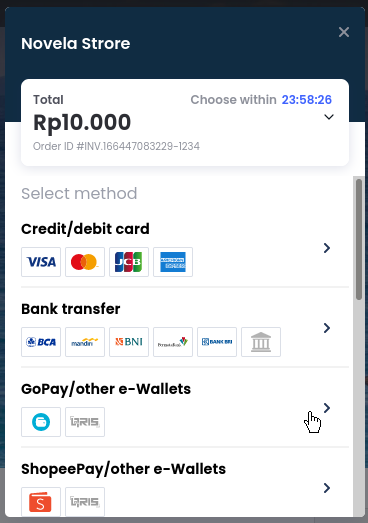 Novela Strore
Total
Choose within 23:58:26
Rp10.000
Order ID #INV.166447083229-1234
Select method
Credit/debit card
VISA
JCB
AMERICAN EXPRESS
Bank transfer
BCA mandiri BNI PermataBank BANK BRI
GoPay/other e-Wallets
QRIS
ShopeePay/other e-Wallets
S QRIS